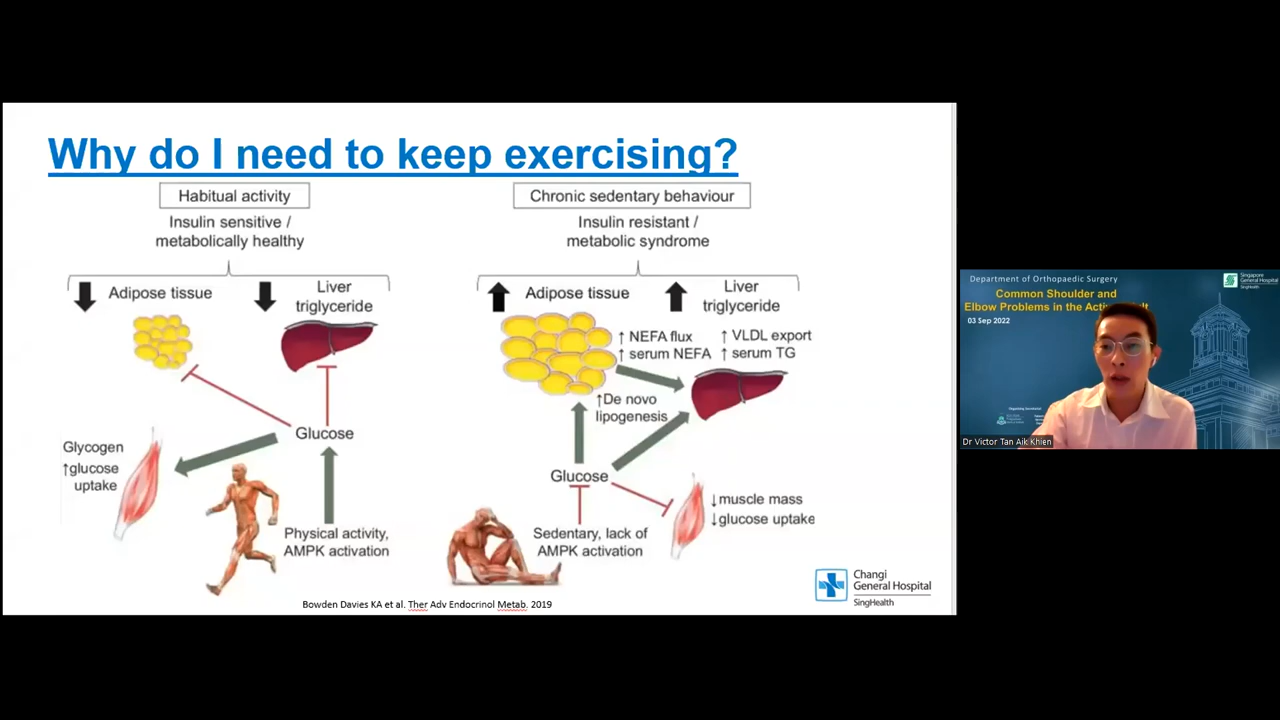 Why do I need to keep exercising?
Habitual activity
Insulin sensitive /
metabolically healthy
Adipose tissue
Liver
triglyceride
Glucose
Glycogen
↑glucose
uptake
Physical activity,
AMPK activation
Chronic sedentary behaviour
Insulin resistant /
metabolic syndrome
Adipose tissue
Liver
triglyceride
↑ NEFA flux
↑ serum NEFA
↑ VLDL export
↑ serum TG
↑De novo
lipogenesis
Glucose
↓muscle mass
↓glucose uptake
Sedentary, lack of
AMPK activation
Bowden Davies KA et al. Ther Adv Endocrinol Metab. 2019
Changi
General Hospital
SingHealth
Department of Orthopaedic Surgery
Singapore
General Hospital
SingHealth
Common Shoulder and
Elbow Problems in the
03 Sep 2022
Dr Victor Tan Aik Khien